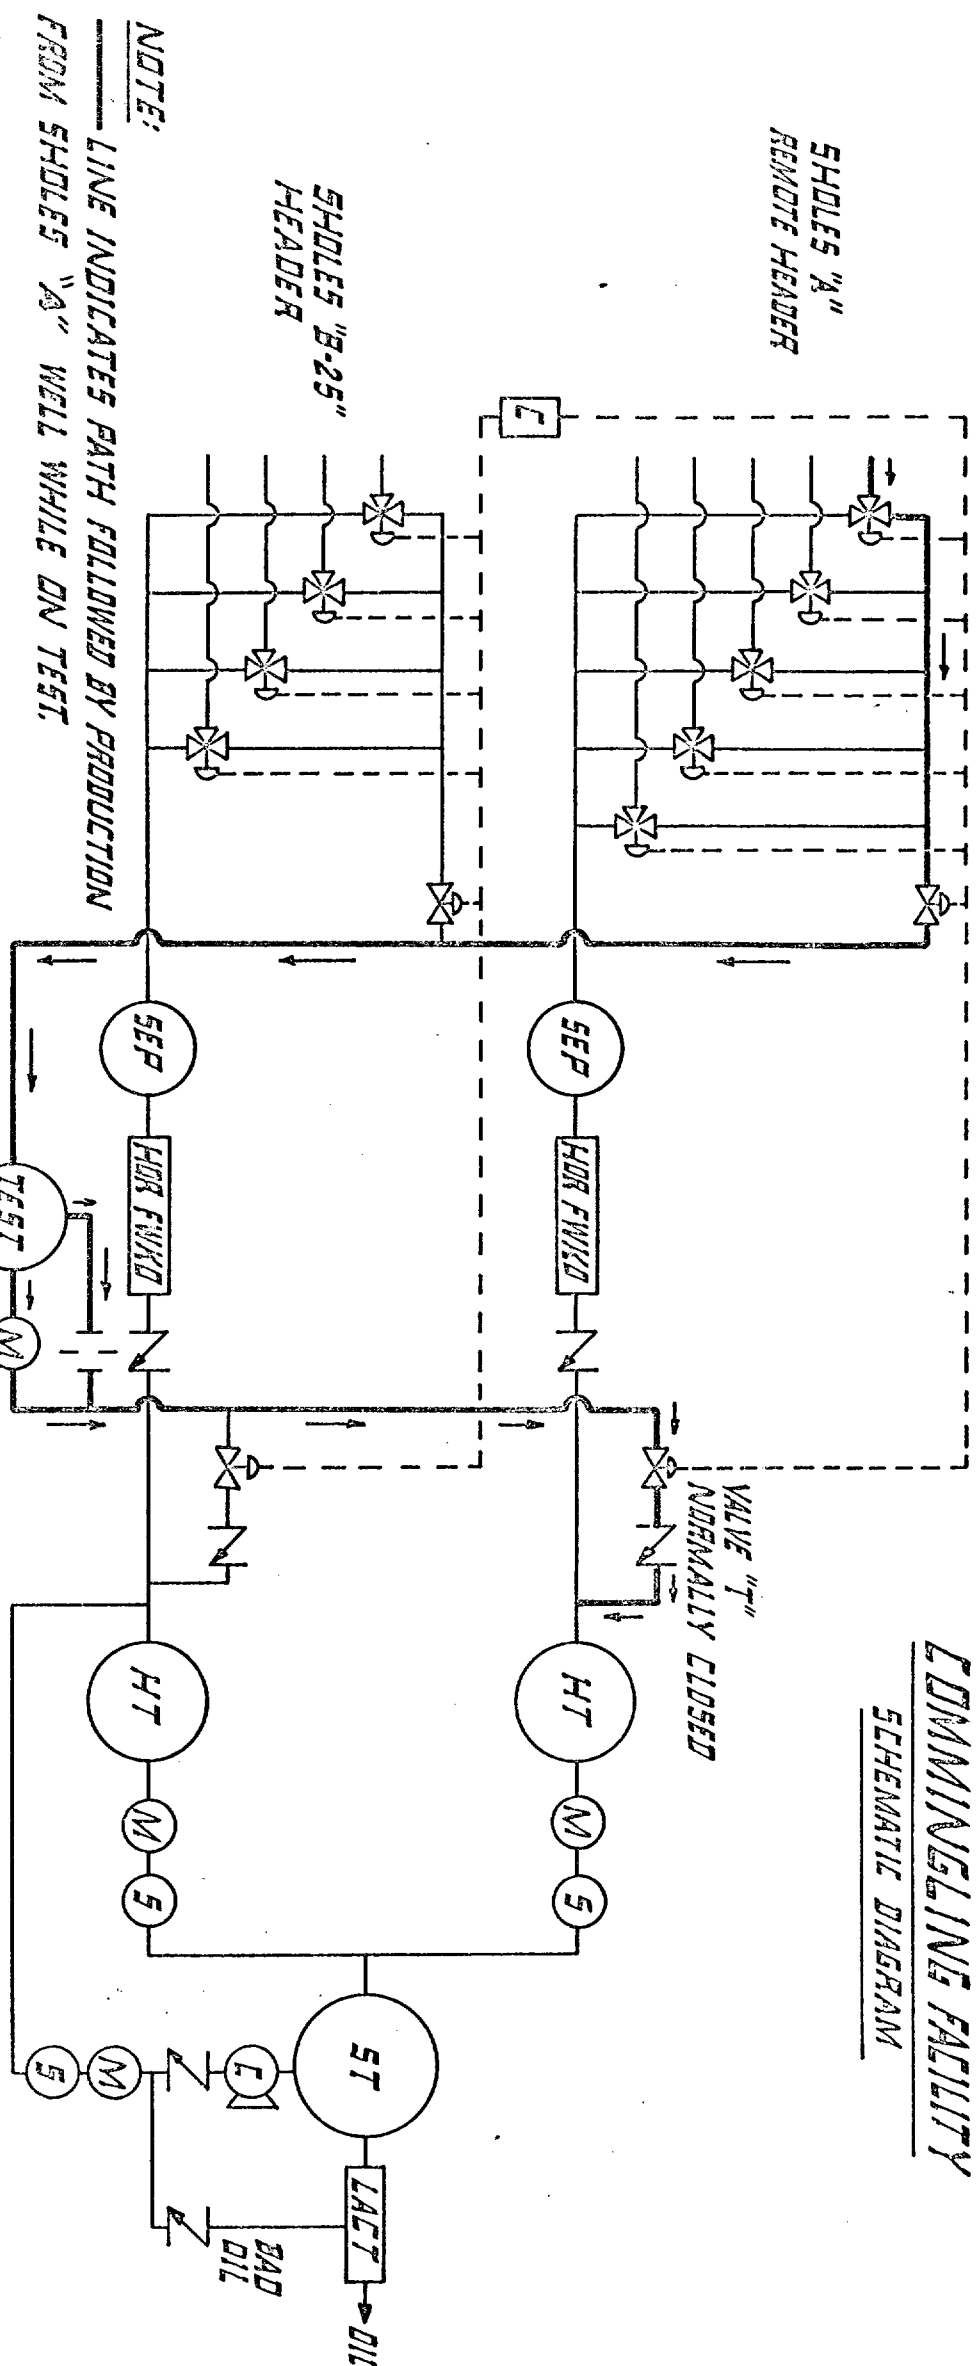 COMMINGLING FACILITY
SCHEMATIC DIAGRAM
SHOLES "A"
REMOTE HEADER
C
VALVE "T"
NORMALLY CLOSED
SEP
HOR FWKO
HT
M
S
SHOLES "B-25"
HEADER
SEP
HOR FWKO
HT
M
S
ST
LACT
OIL
C
M
S
BAD
OIL
TEST
M
NOTE:
LINE INDICATES PATH FOLLOWED BY PRODUCTION
FROM SHOLES "A" WELL WHILE ON TEST.